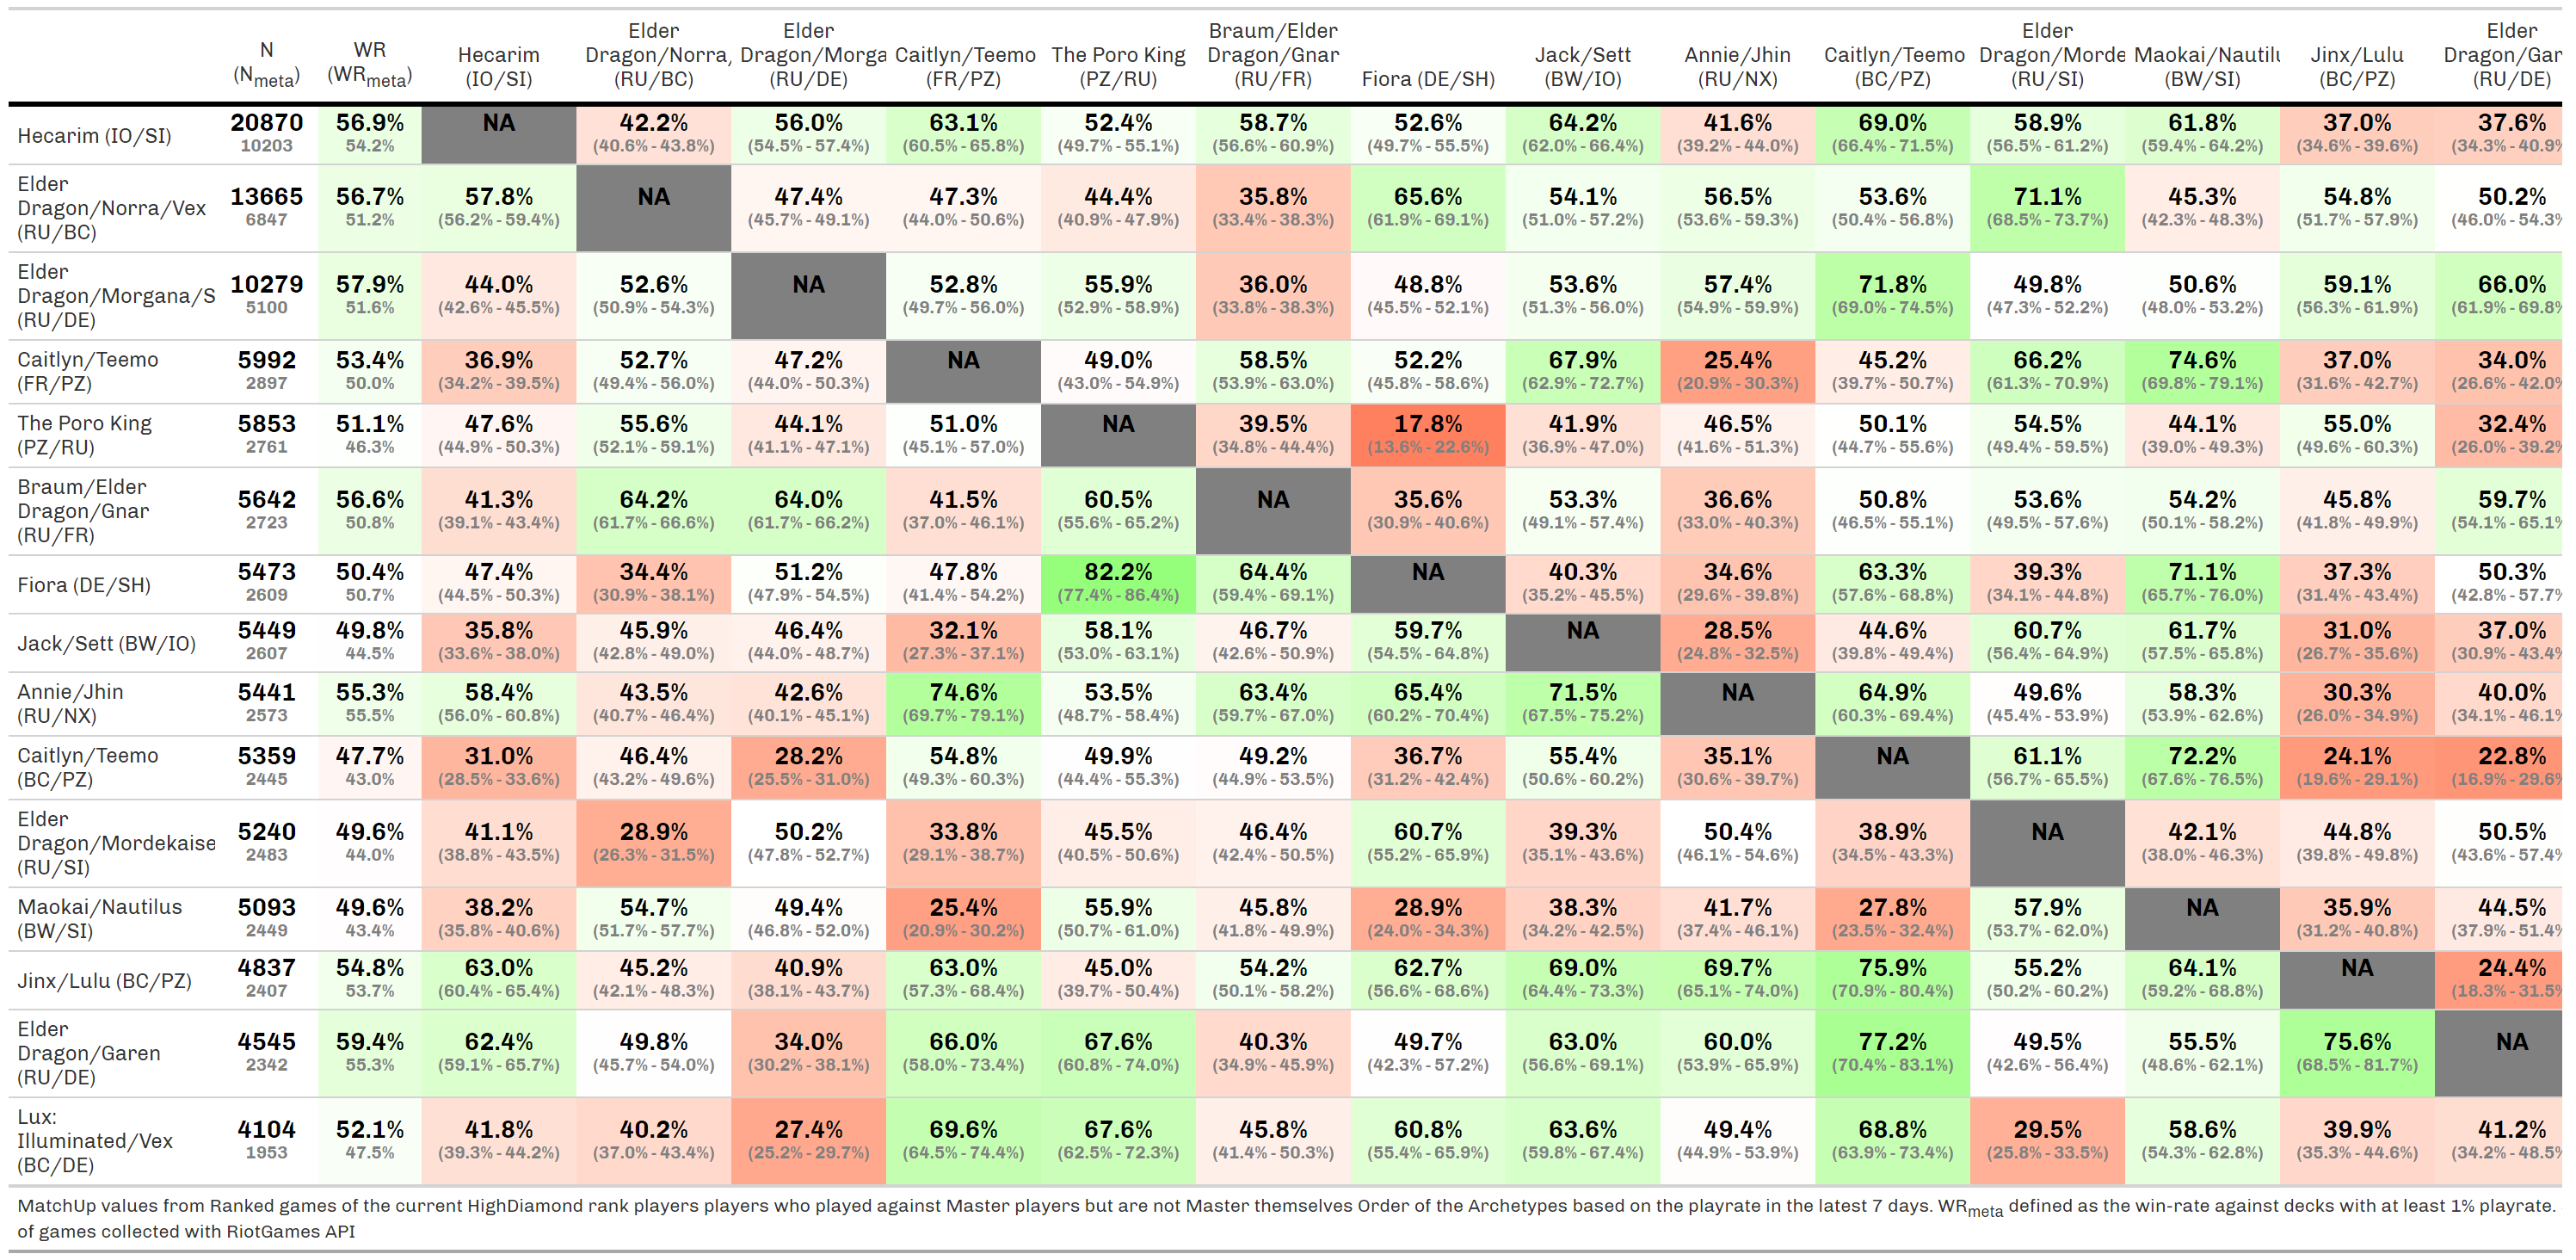 Elder Elder Braum/Elder Elder Elder
N WR Hecarim Dragon/Norra, Dragon/Morga Caitlyn/Teemo The Poro King Dragon/Gnar Jack/Sett Annie/Jhin Caitlyn/Teemo Dragon/Morde Maokai/Nautilu Jinx/Lulu Dragon/Gar
(Nmeta) (WRmeta) (IO/SI) (RU/BC) (RU/DE) (FR/PZ) (PZ/RU) (RU/FR) Fiora (DE/SH) (BW/IO) (RU/NX) (BC/PZ) (RU/SI) (BW/SI) (BC/PZ) (RU/DE)
Hecarim (IO/SI)
20870 56.9% NA 42.2% 56.0% 63.1% 52.4% 58.7% 52.6% 64.2% 41.6% 69.0% 58.9% 61.8% 37.0% 37.6%
10203 54.2% (40.6% - 43.8%) (54.5% - 57.4%) (60.5% - 65.8%) (49.7% - 55.1%) (56.6% - 60.9%) (49.7% - 55.5%) (62.0% - 66.4%) (39.2% - 44.0%) (66.4% - 71.5%) (56.5% - 61.2%) (59.4% - 64.2%) (34.6% - 39.6%) (34.3% - 40.9%
Elder
Dragon/Norra/Vex
(RU/BC)
13665 56.7% 57.8% NA 47.4% 47.3% 44.4% 35.8% 65.6% 54.1% 56.5% 53.6% 71.1% 45.3% 54.8% 50.2%
6847 51.2% (56.2% - 59.4%) (45.7% - 49.1%) (44.0% - 50.6%) (40.9% - 47.9%) (33.4% - 38.3%) (61.9% - 69.1%) (51.0% - 57.2%) (53.6% - 59.3%) (50.4% - 56.8%) (68.5% - 73.7%) (42.3% - 48.3%) (51.7% - 57.9%) (46.0% - 54.3%
Elder
Dragon/Morgana/S
(RU/DE)
10279 57.9% 44.0% 52.6% NA 52.8% 55.9% 36.0% 48.8% 53.6% 57.4% 71.8% 49.8% 50.6% 59.1% 66.0%
5100 51.6% (42.6% - 45.5%) (50.9% - 54.3%) (49.7% - 56.0%) (52.9% - 58.9%) (33.8% - 38.3%) (45.5% - 52.1%) (51.3% - 56.0%) (54.9% - 59.9%) (69.0% - 74.5%) (47.3% - 52.2%) (48.0% - 53.2%) (56.3% - 61.9%) (61.9% - 69.8%
Caitlyn/Teemo
(FR/PZ)
5992 53.4% 36.9% 52.7% 47.2% NA 49.0% 58.5% 52.2% 67.9% 25.4% 45.2% 66.2% 74.6% 37.0% 34.0%
2897 50.0% (34.2% - 39.5%) (49.4% - 56.0%) (44.0% - 50.3%) (43.0% - 54.9%) (53.9% - 63.0%) (45.8% - 58.6%) (62.9% - 72.7%) (20.9% - 30.3%) (39.7% - 50.7%) (61.3% - 70.9%) (69.8% - 79.1%) (31.6% - 42.7%) (26.6% - 42.0%
The Poro King
(PZ/RU)
5853 51.1% 47.6% 55.6% 44.1% 51.0% NA 39.5% 17.8% 41.9% 46.5% 50.1% 54.5% 44.1% 55.0% 32.4%
2761 46.3% (44.9% - 50.3%) (52.1% - 59.1%) (41.1% - 47.1%) (45.1% - 57.0%) (34.8% - 44.4%) (13.6% - 22.6%) (36.9% - 47.0%) (41.6% - 51.3%) (44.7% - 55.6%) (49.4% - 59.5%) (39.0% - 49.3%) (49.6% - 60.3%) (26.0% - 39.2%
Braum/Elder
Dragon/Gnar
(RU/FR)
5642 56.6% 41.3% 64.2% 64.0% 41.5% 60.5% NA 35.6% 53.3% 36.6% 50.8% 53.6% 54.2% 45.8% 59.7%
2723 50.8% (39.1% - 43.4%) (61.7% - 66.6%) (61.7% - 66.2%) (37.0% - 46.1%) (55.6% - 65.2%) (30.9% - 40.6%) (49.1% - 57.4%) (33.0% - 40.3%) (46.5% - 55.1%) (49.5% - 57.6%) (50.1% - 58.2%) (41.8% - 49.9%) (54.1% - 65.1%
Fiora (DE/SH)
5473 50.4% 47.4% 34.4% 51.2% 47.8% 82.2% 64.4% NA 40.3% 34.6% 63.3% 39.3% 71.1% 37.3% 50.3%
2609 50.7% (44.5% - 50.3%) (30.9% - 38.1%) (47.9% - 54.5%) (41.4% - 54.2%) (77.4% - 86.4%) (59.4% - 69.1%) (35.2% - 45.5%) (29.6% - 39.8%) (57.6% - 68.8%) (34.1% - 44.8%) (65.7% - 76.0%) (31.4% - 43.4%) (42.8% - 57.7%
Jack/Sett (BW/IO)
5449 49.8% 35.8% 45.9% 46.4% 32.1% 58.1% 46.7% 59.7% NA 28.5% 44.6% 60.7% 61.7% 31.0% 37.0%
2607 44.5% (33.6% - 38.0%) (42.8% - 49.0%) (44.0% - 48.7%) (27.3% - 37.1%) (53.0% - 63.1%) (42.6% - 50.9%) (54.5% - 64.8%) (24.8% - 32.5%) (39.8% - 49.4%) (56.4% - 64.9%) (57.5% - 65.8%) (26.7% - 35.6%) (30.9% - 43.4%
Annie/Jhin
(RU/NX)
5441 55.3% 58.4% 43.5% 42.6% 74.6% 53.5% 63.4% 65.4% 71.5% NA 64.9% 49.6% 58.3% 30.3% 40.0%
2573 55.5% (56.0% - 60.8%) (40.7% - 46.4%) (40.1% - 45.1%) (69.7% - 79.1%) (48.7% - 58.4%) (59.7% - 67.0%) (60.2% - 70.4%) (67.5% - 75.2%) (60.3% - 69.4%) (45.4% - 53.9%) (53.9% - 62.6%) (26.0% - 34.9%) (34.1% - 46.1%
Caitlyn/Teemo
(BC/PZ)
5359 47.7% 31.0% 46.4% 28.2% 54.8% 49.9% 49.2% 36.7% 55.4% 35.1% NA 61.1% 72.2% 24.1% 22.8%
2445 43.0% (28.5% - 33.6%) (43.2% - 49.6%) (25.5% - 31.0%) (49.3% - 60.3%) (44.4% - 55.3%) (44.9% - 53.5%) (31.2% - 42.4%) (50.6% - 60.2%) (30.6% - 39.7%) (56.7% - 65.5%) (67.6% - 76.5%) (19.6% - 29.1%) (16.9% - 29.6%
Elder
Dragon/Mordekaise
(RU/SI)
5240 49.6% 41.1% 28.9% 50.2% 33.8% 45.5% 46.4% 60.7% 39.3% 50.4% 38.9% NA 42.1% 44.8% 50.5%
2483 44.0% (38.8% - 43.5%) (26.3% - 31.5%) (47.8% - 52.7%) (29.1% - 38.7%) (40.5% - 50.6%) (42.4% - 50.5%) (55.2% - 65.9%) (35.1% - 43.6%) (46.1% - 54.6%) (34.5% - 43.3%) (38.0% - 46.3%) (39.8% - 49.8%) (43.6% - 57.4%
Maokai/Nautilus
(BW/SI)
5093 49.6% 38.2% 54.7% 49.4% 25.4% 55.9% 45.8% 28.9% 38.3% 41.7% 27.8% 57.9% NA 35.9% 44.5%
2449 43.4% (35.8% - 40.6%) (51.7% - 57.7%) (46.8% - 52.0%) (20.9% - 30.2%) (50.7% - 61.0%) (41.8% - 49.9%) (24.0% - 34.3%) (34.2% - 42.5%) (37.4% - 46.1%) (23.5% - 32.4%) (53.7% - 62.0%) (31.2% - 40.8%) (37.9% - 51.4%
Jinx/Lulu (BC/PZ)
4837 54.8% 63.0% 45.2% 40.9% 63.0% 45.0% 54.2% 62.7% 69.0% 69.7% 75.9% 55.2% 64.1% NA 24.4%
2407 53.7% (60.4% - 65.4%) (42.1% - 48.3%) (38.1% - 43.7%) (57.3% - 68.4%) (39.7% - 50.4%) (50.1% - 58.2%) (56.6% - 68.6%) (64.4% - 73.3%) (65.1% - 74.0%) (70.9% - 80.4%) (50.2% - 60.2%) (59.2% - 68.8%) (18.3% - 31.5%
Elder
Dragon/Garen
(RU/DE)
4545 59.4% 62.4% 49.8% 34.0% 66.0% 67.6% 40.3% 49.7% 63.0% 60.0% 77.2% 49.5% 55.5% 75.6% NA
2342 55.3% (59.1% - 65.7%) (45.7% - 54.0%) (30.2% - 38.1%) (58.0% - 73.4%) (60.8% - 74.0%) (34.9% - 45.9%) (42.3% - 57.2%) (56.6% - 69.1%) (53.9% - 65.9%) (70.4% - 83.1%) (42.6% - 56.4%) (48.6% - 62.1%) (68.5% - 81.7%)
Lux:
Illuminated/Vex
(BC/DE)
4104 52.1% 41.8% 40.2% 27.4% 69.6% 67.6% 45.8% 60.8% 63.6% 49.4% 68.8% 29.5% 58.6% 39.9% 41.2%
1953 47.5% (39.3% - 44.2%) (37.0% - 43.4%) (25.2% - 29.7%) (64.5% - 74.4%) (62.5% - 72.3%) (41.4% - 50.3%) (55.4% - 65.9%) (59.8% - 67.4%) (44.9% - 53.9%) (63.9% - 73.4%) (25.8% - 33.5%) (54.3% - 62.8%) (35.3% - 44.6%) (34.2% - 48.5%
MatchUp values from Ranked games of the current HighDiamond rank players players who played against Master players but are not Master themselves Order of the Archetypes based on the playrate in the latest 7 days. WRmeta defined as the win-rate against decks with at least 1% playrate.
of games collected with RiotGames API